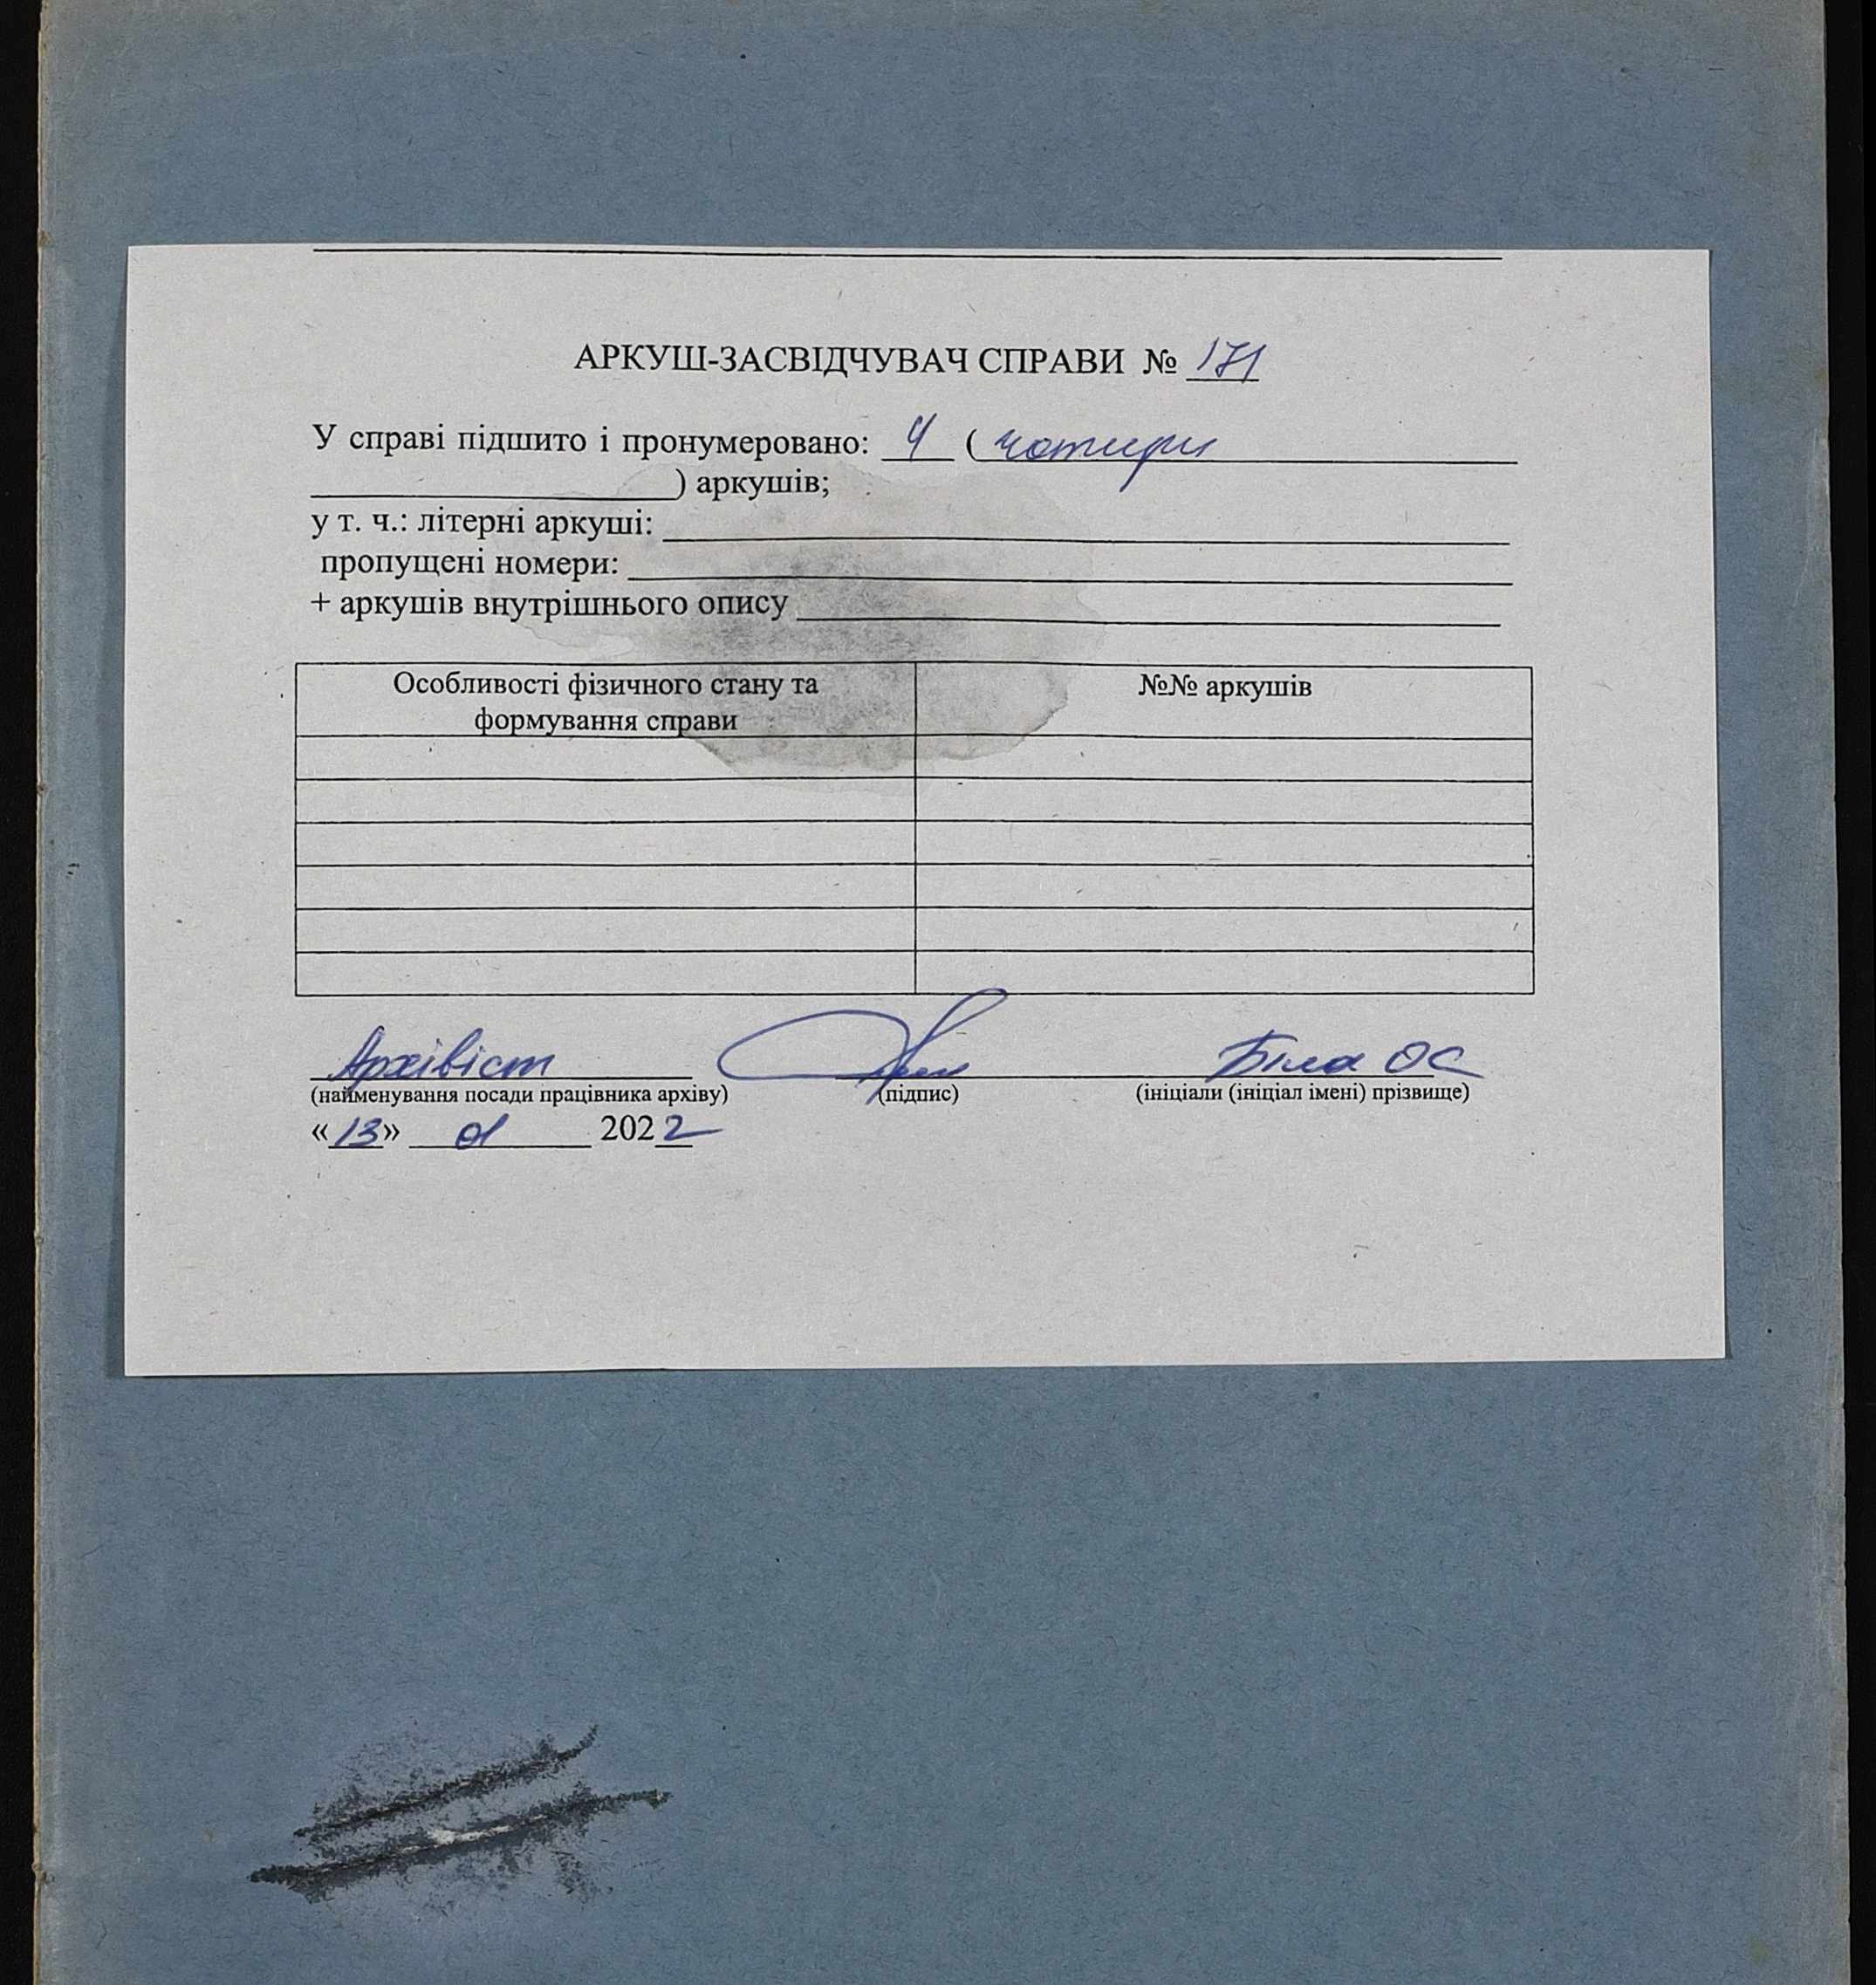 АРКУШ-ЗАСВІДЧУВАЧ СПРАВИ № 171
У справі підшито і пронумеровано: 4 ( чотири
) аркушів;
у т. ч.: літерні аркуші:
пропущені номери:
+ аркушів внутрішнього опису
Особливості фізичного стану та формування справи
№№ аркушів
Архівіст Біла ОС
(найменування посади працівника архіву) (підпис) (ініціали (ініціал імені) прізвище)
«13» 01 2022